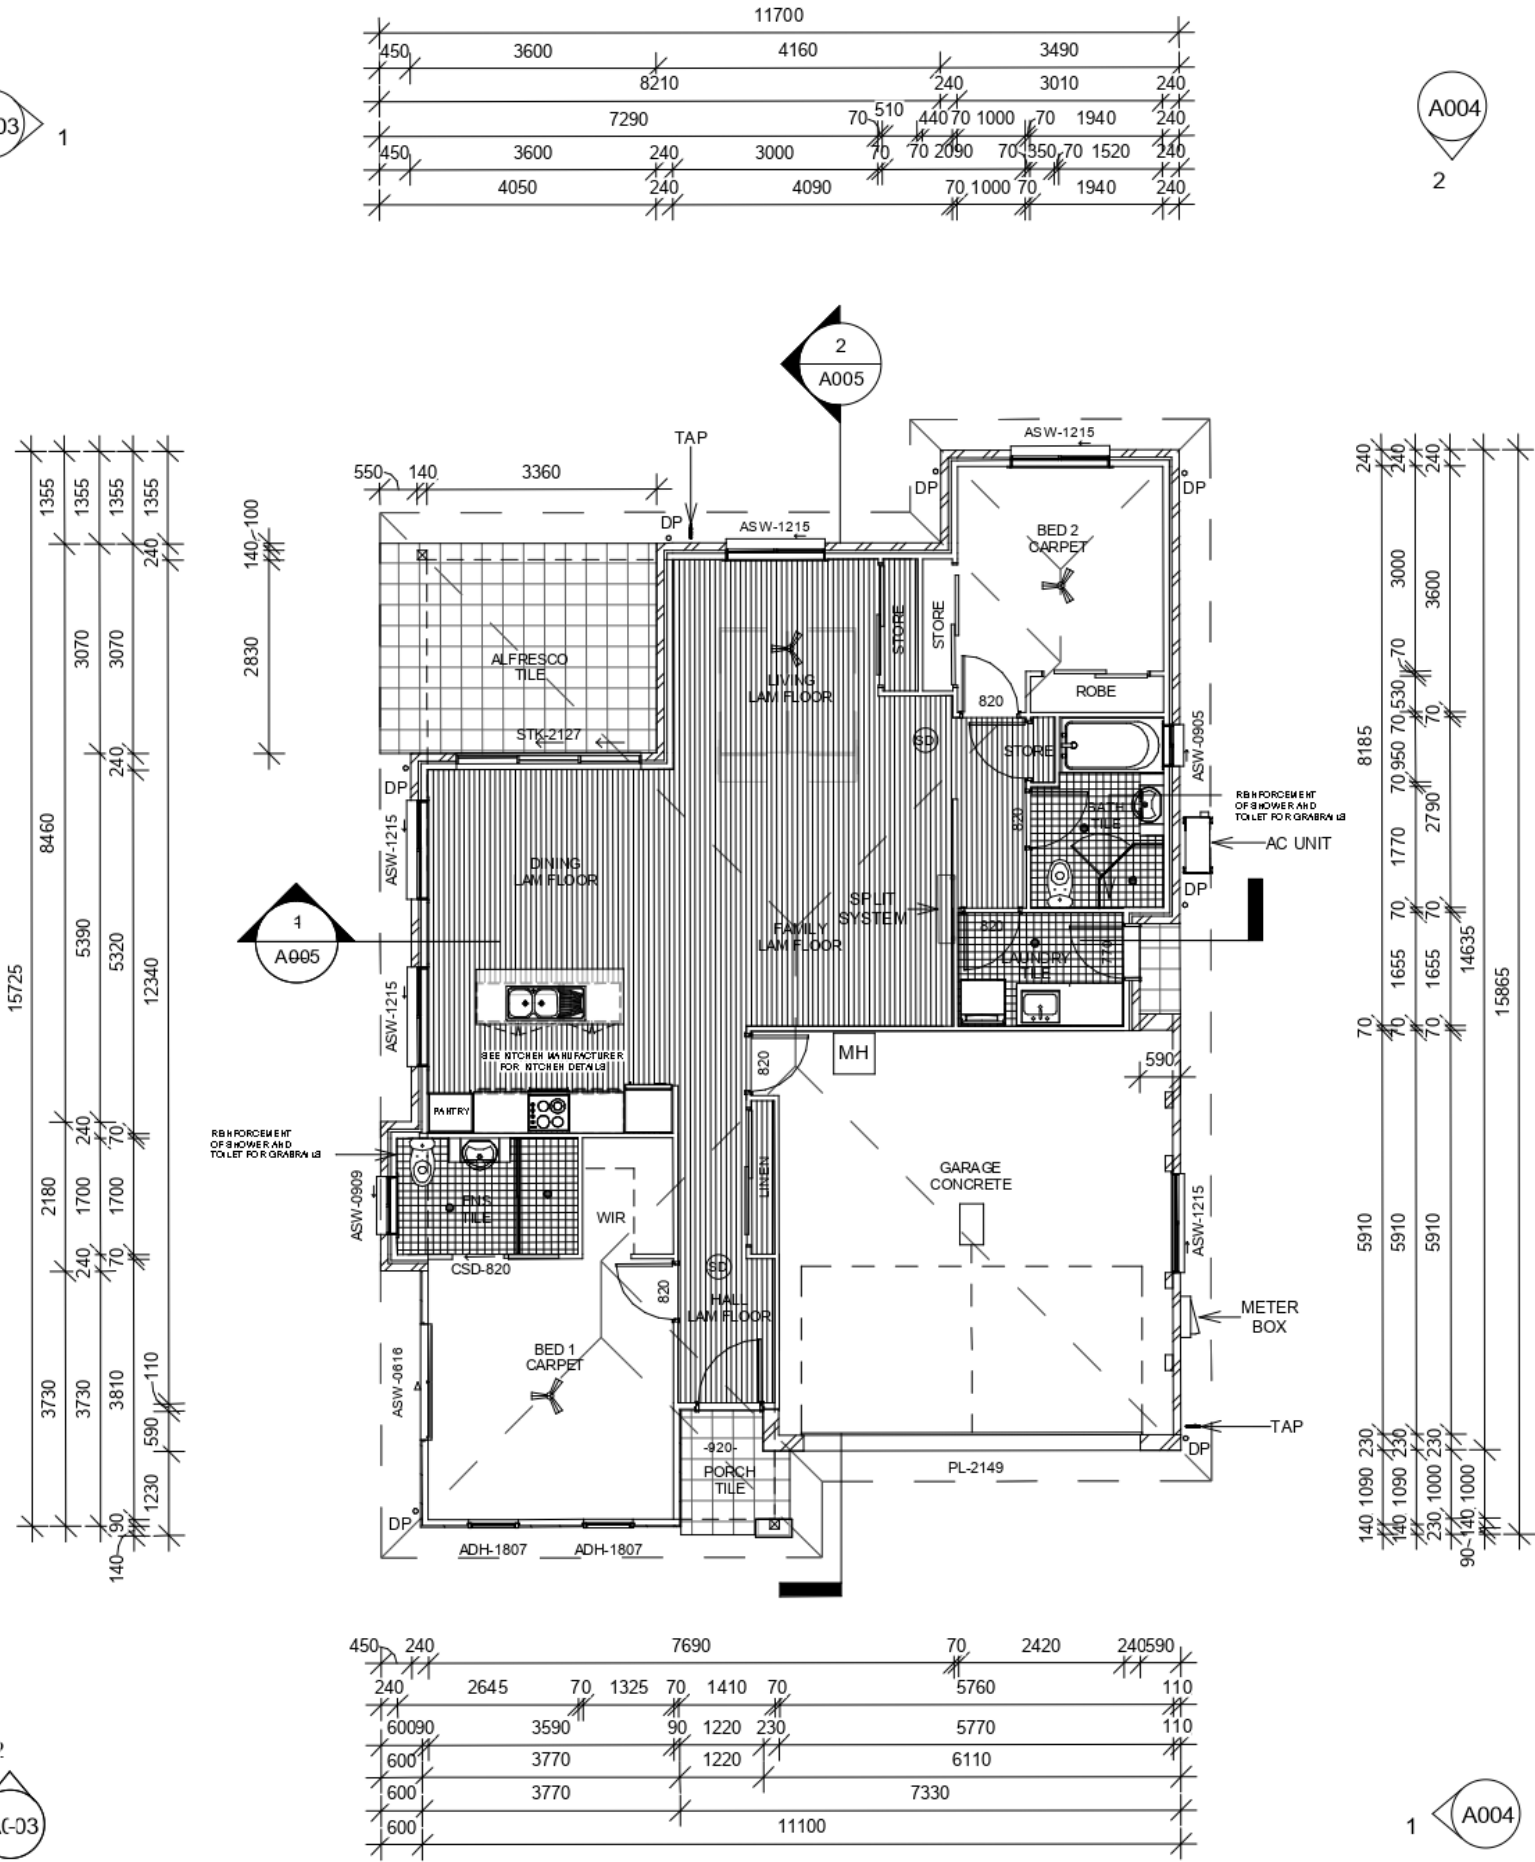 11700
450 3600 4160 3490
8210 240 3010 240
7290 70 510 440 70 1000 70 1940 240
450 3600 240 3000 70 70 2090 70 350 70 1520 240
4050 240 4090 70 1000 70 1940 240
03
1
A004
2
2
A005
TAP
ASW-1215
550 140 3360
DP
DP
DP
ASW-1215
BED 2
CARPET
STORE
STORE
ALFRESCO
TILE
LIVING
LAM FLOOR
820
ROBE
STK-2127
SD
STORE
ASW-0905
DP
820
BATH
TILE
REINFORCEMENT
OF SHOWER AND
TOILET FOR GRABRAILS
ASW-1215
AC UNIT
DINING
LAM FLOOR
DP
1
A005
SPLIT
SYSTEM
FAMILY
LAM FLOOR
820
770
LAUNDRY
TILE
ASW-1215
SEE KITCHEN MANUFACTURER
FOR KITCHEN DETAILS
820
MH
590
PANTRY
REINFORCEMENT
OF SHOWER AND
TOILET FOR GRABRAILS
LINEN
GARAGE
CONCRETE
ASW-0909
ENS
TILE
WIR
ASW-1215
CSD-820
SD
820
HALL
LAM FLOOR
METER
BOX
BED 1
CARPET
ASW-0616
TAP
-920-
PORCH
TILE
DP
PL-2149
DP
ADH-1807
ADH-1807
15725
1355 8460 2180 3730
1355 3070 5390 240 1700 240 3730
1355 3070 240 5320 70 1700 70 3810 90 140
1355 240 12340 110 590 1230
100 140 2830
240 8185 70 5910 230 1090 140
240 3000 70 530 70 950 70 1770 70 1655 70 5910 230 1090 140
240 3600 70 2790 70 1655 70 5910 230 1000 230
14635 1000 140 90
15865
450 240 7690 70 2420 240 590
240 2645 70 1325 70 1410 70 5760 110
600 90 3590 90 1220 230 5770 110
600 3770 1220 6110
600 3770 7330
600 11100
1
A004